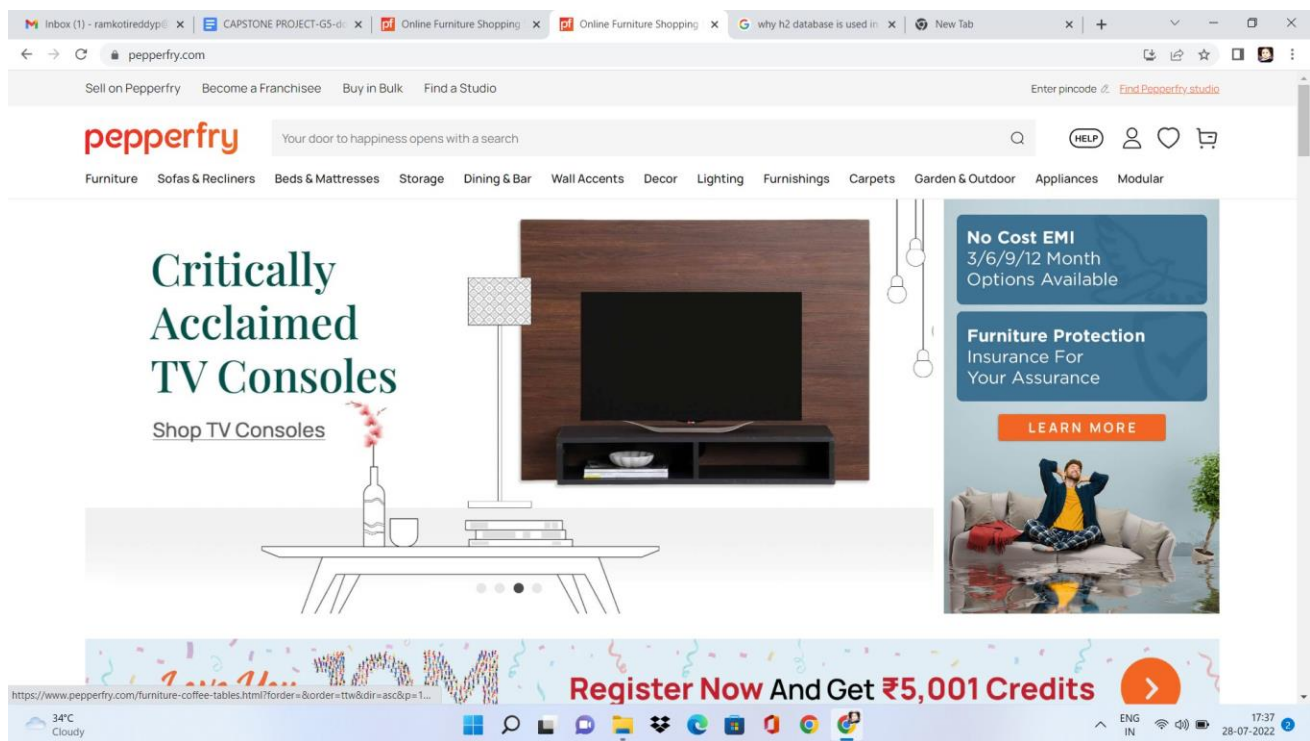 Inbox (1) - ramkotireddyp@
CAPSTONE PROJECT-G5-do
Online Furniture Shopping
Online Furniture Shopping
why h2 database is used in
New Tab
pepperfry.com
Sell on Pepperfry Become a Franchisee Buy in Bulk Find a Studio
Enter pincode Find Pepperfry studio
pepperfry
Your door to happiness opens with a search
HELP
Furniture Sofas & Recliners Beds & Mattresses Storage Dining & Bar Wall Accents Decor Lighting Furnishings Carpets Garden & Outdoor Appliances Modular
Critically
Acclaimed
TV Consoles
Shop TV Consoles
No Cost EMI
3/6/9/12 Month
Options Available
Furniture Protection
Insurance For
Your Assurance
LEARN MORE
Love You 10M
Register Now And Get ₹5,001 Credits
https://www.pepperfry.com/furniture-coffee-tables.html?forder=&order=ttw&dir=asc&p=1...
34°C
Cloudy
ENG
IN
17:37
28-07-2022
2